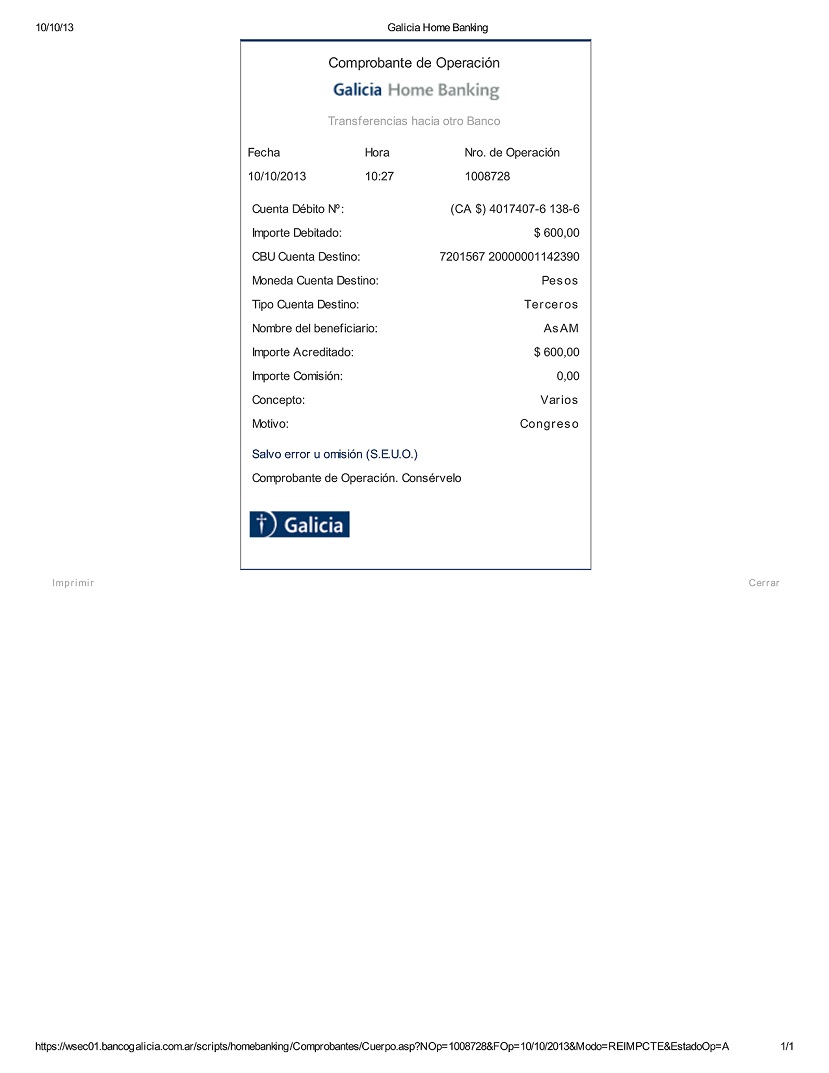 10/10/13 Galicia Home Banking
Comprobante de Operación
Galicia Home Banking
Transferencias hacia otro Banco
Fecha Hora Nro. de Operación
10/10/2013 10:27 1008728
Cuenta Débito Nº: (CA $) 4017407-6 138-6
Importe Debitado: $ 600,00
CBU Cuenta Destino: 7201567 20000001142390
Moneda Cuenta Destino: Pesos
Tipo Cuenta Destino: Terceros
Nombre del beneficiario: AsAM
Importe Acreditado: $ 600,00
Importe Comisión: 0,00
Concepto: Varios
Motivo: Congreso
Salvo error u omisión (S.E.U.O.)
Comprobante de Operación. Consérvelo
Galicia
Imprimir Cerrar
https://wsec01.bancogalicia.com.ar/scripts/homebanking/Comprobantes/Cuerpo.asp?NOp=1008728&FOp=10/10/2013&Modo=REIMPCTE&EstadoOp=A 1/1